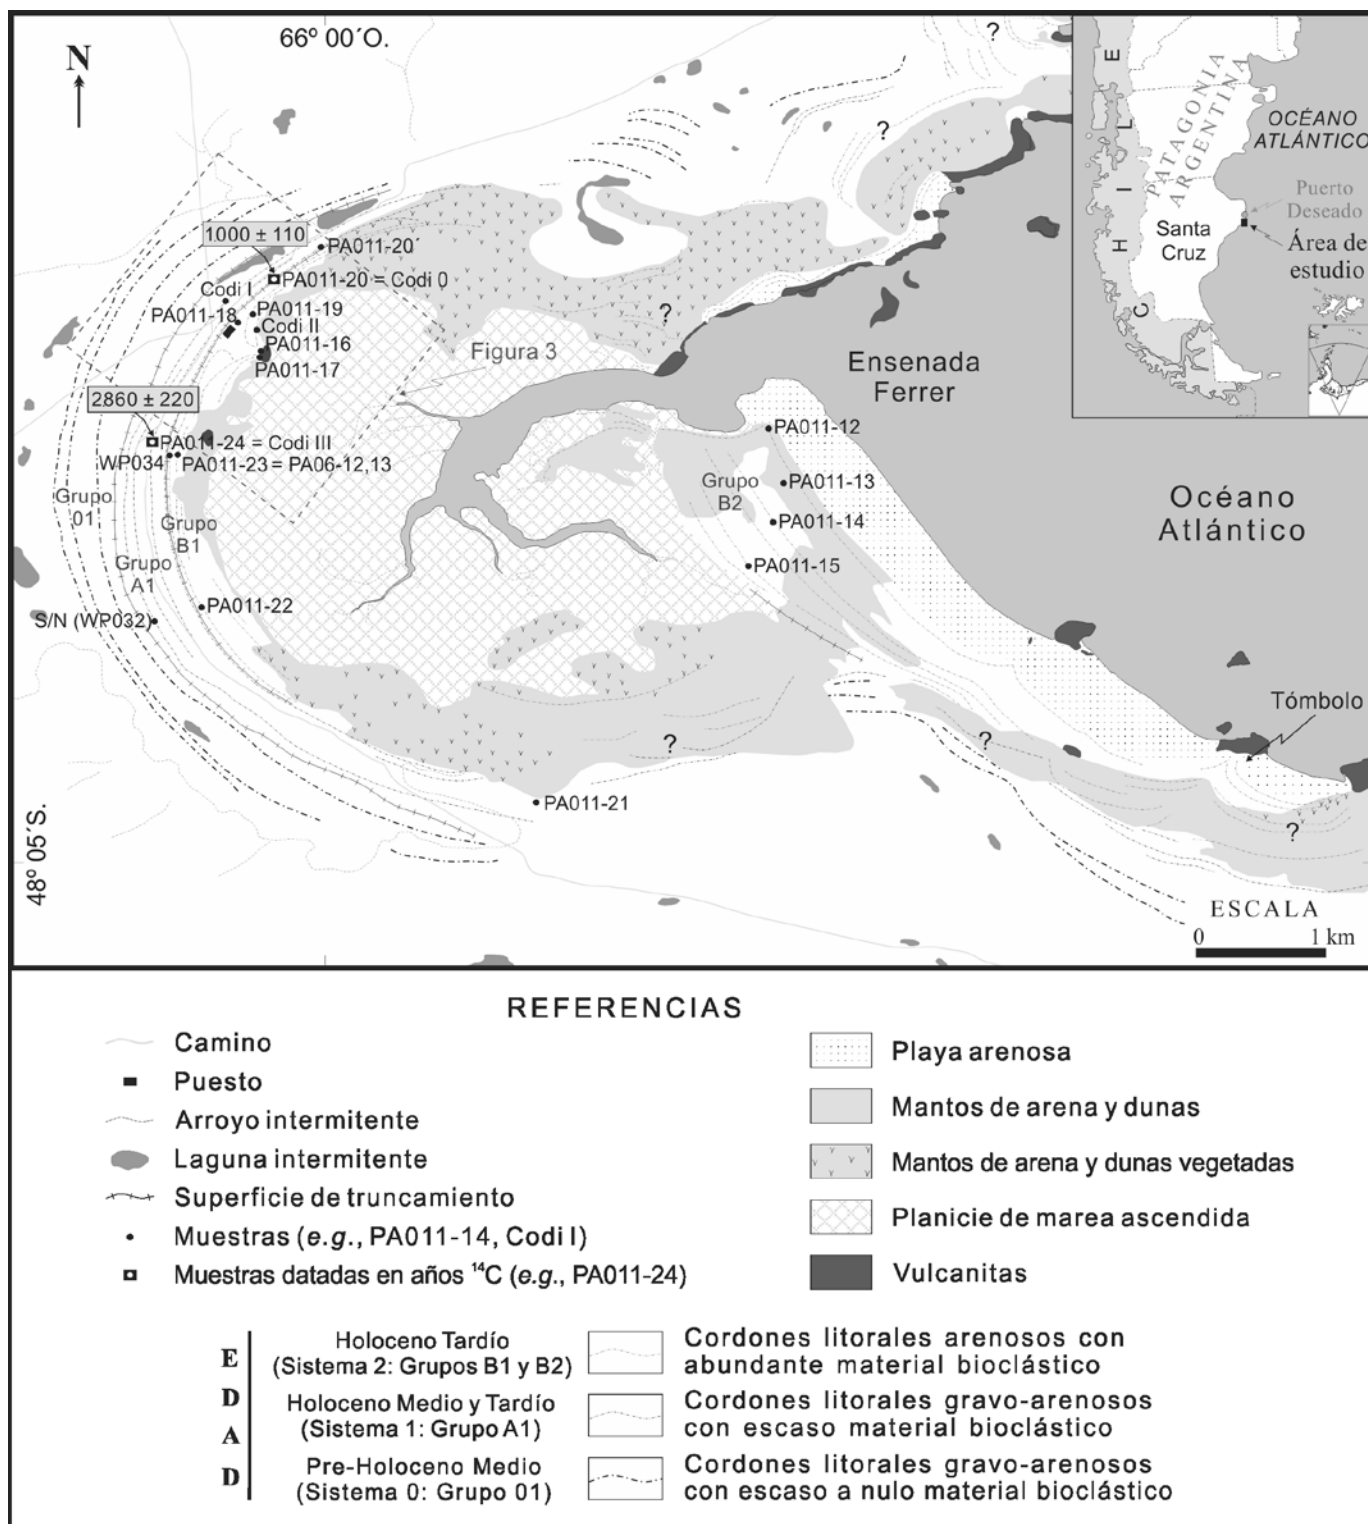 66º 00´O.
N
?
?
?
?
?
?
1000 ± 110
PA011-20´
PA011-20 = Codi 0
Codi I
PA011-19
PA011-18
Codi II
PA011-16
PA011-17
Figura 3
2860 ± 220
PA011-24 = Codi III
WP034
PA011-23 = PA06-12,13
Grupo
01
Grupo
B1
Grupo
A1
PA011-22
S/N (WP032)
PA011-21
Ensenada
Ferrer
PA011-12
Grupo
B2
PA011-13
PA011-14
PA011-15
Océano
Atlántico
Tómbolo
48º 05´S.
ESCALA
0 1 km
CHILE
PATAGONIA
ARGENTINA
OCÉANO
ATLÁNTICO
Puerto
Deseado
Santa
Cruz
Área de
estudio
REFERENCIAS
Camino
Puesto
Arroyo intermitente
Laguna intermitente
Superficie de truncamiento
Muestras (e.g., PA011-14, Codi I)
Muestras datadas en años ¹⁴C (e.g., PA011-24)
Playa arenosa
Mantos de arena y dunas
Mantos de arena y dunas vegetadas
Planicie de marea ascendida
Vulcanitas
EDAD
Holoceno Tardío
(Sistema 2: Grupos B1 y B2)
Cordones litorales arenosos con
abundante material bioclástico
Holoceno Medio y Tardío
(Sistema 1: Grupo A1)
Cordones litorales gravo-arenosos
con escaso material bioclástico
Pre-Holoceno Medio
(Sistema 0: Grupo 01)
Cordones litorales gravo-arenosos
con escaso a nulo material bioclástico